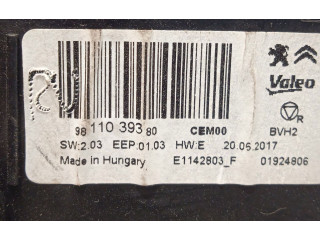 Valeo
R
98 110 393 80 CEM00 BVH2
SW:2.03 EEP:01.03 HW:E 20.06.2017
Made in Hungary E1142803_F 01924806